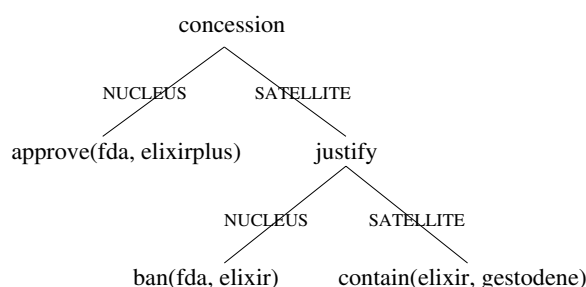 concession
NUCLEUS SATELLITE
approve(fda, elixirplus) justify
NUCLEUS SATELLITE
ban(fda, elixir) contain(elixir, gestodene)